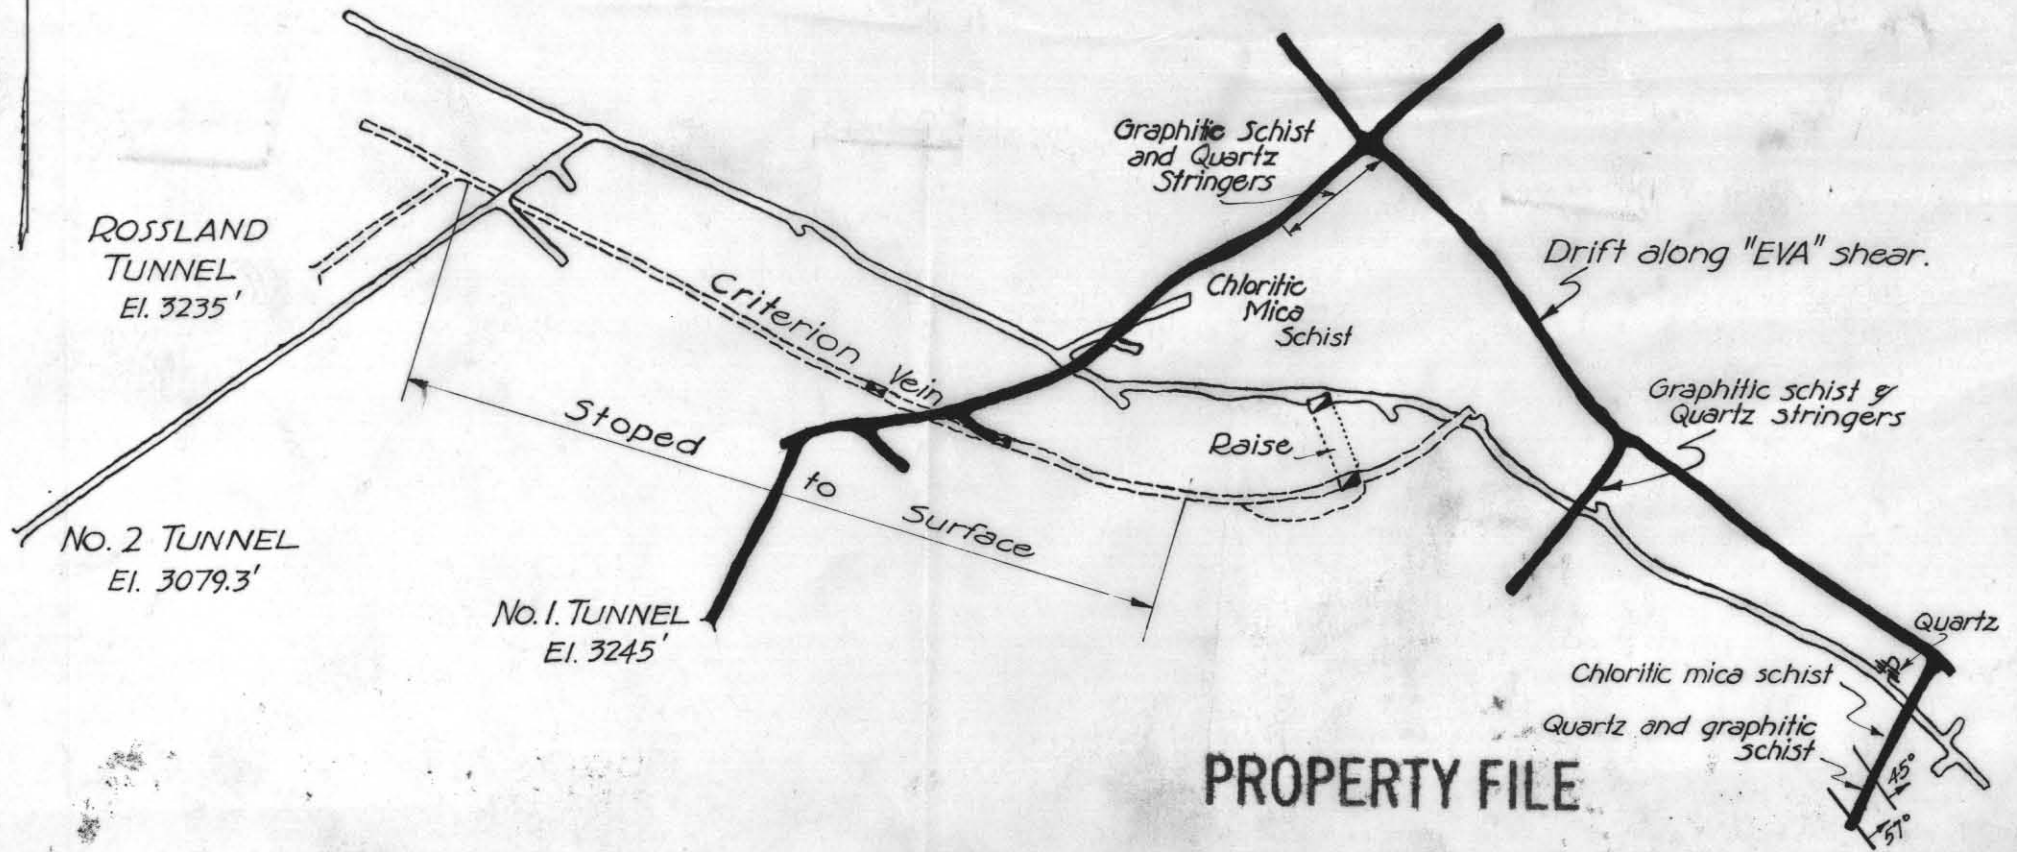 Graphitic Schist
and Quartz
Stringers
ROSSLAND
TUNNEL
El. 3235'
Drift along "EVA" shear.
Chloritic
Mica
Schist
Criterion Vein
Graphitic schist &
Quartz stringers
Stoped to Surface
Raise
No. 2 TUNNEL
El. 3079.3'
No. 1. TUNNEL
El. 3245'
Quartz
Chloritic mica schist
Quartz and graphitic
schist
45°
57°
PROPERTY FILE